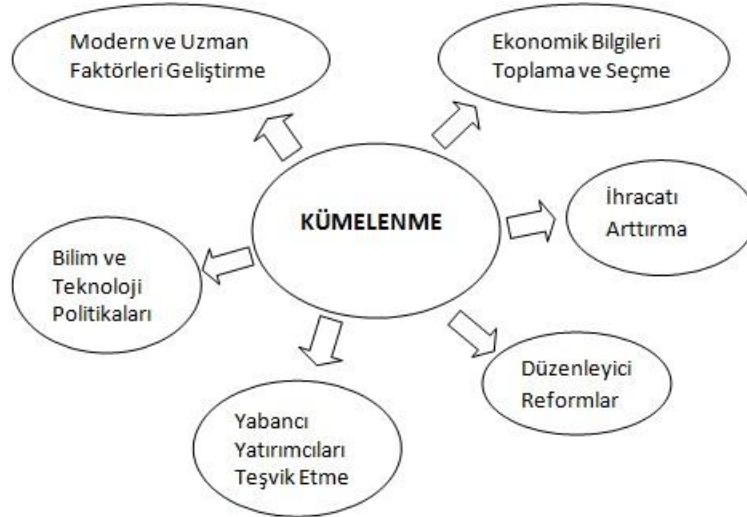 Modern ve Uzman
Faktörleri Geliştirme
Ekonomik Bilgileri
Toplama ve Seçme
KÜMELENME
İhracatı
Arttırma
Bilim ve
Teknoloji
Politikaları
Düzenleyici
Reformlar
Yabancı
Yatırımcıları
Teşvik Etme